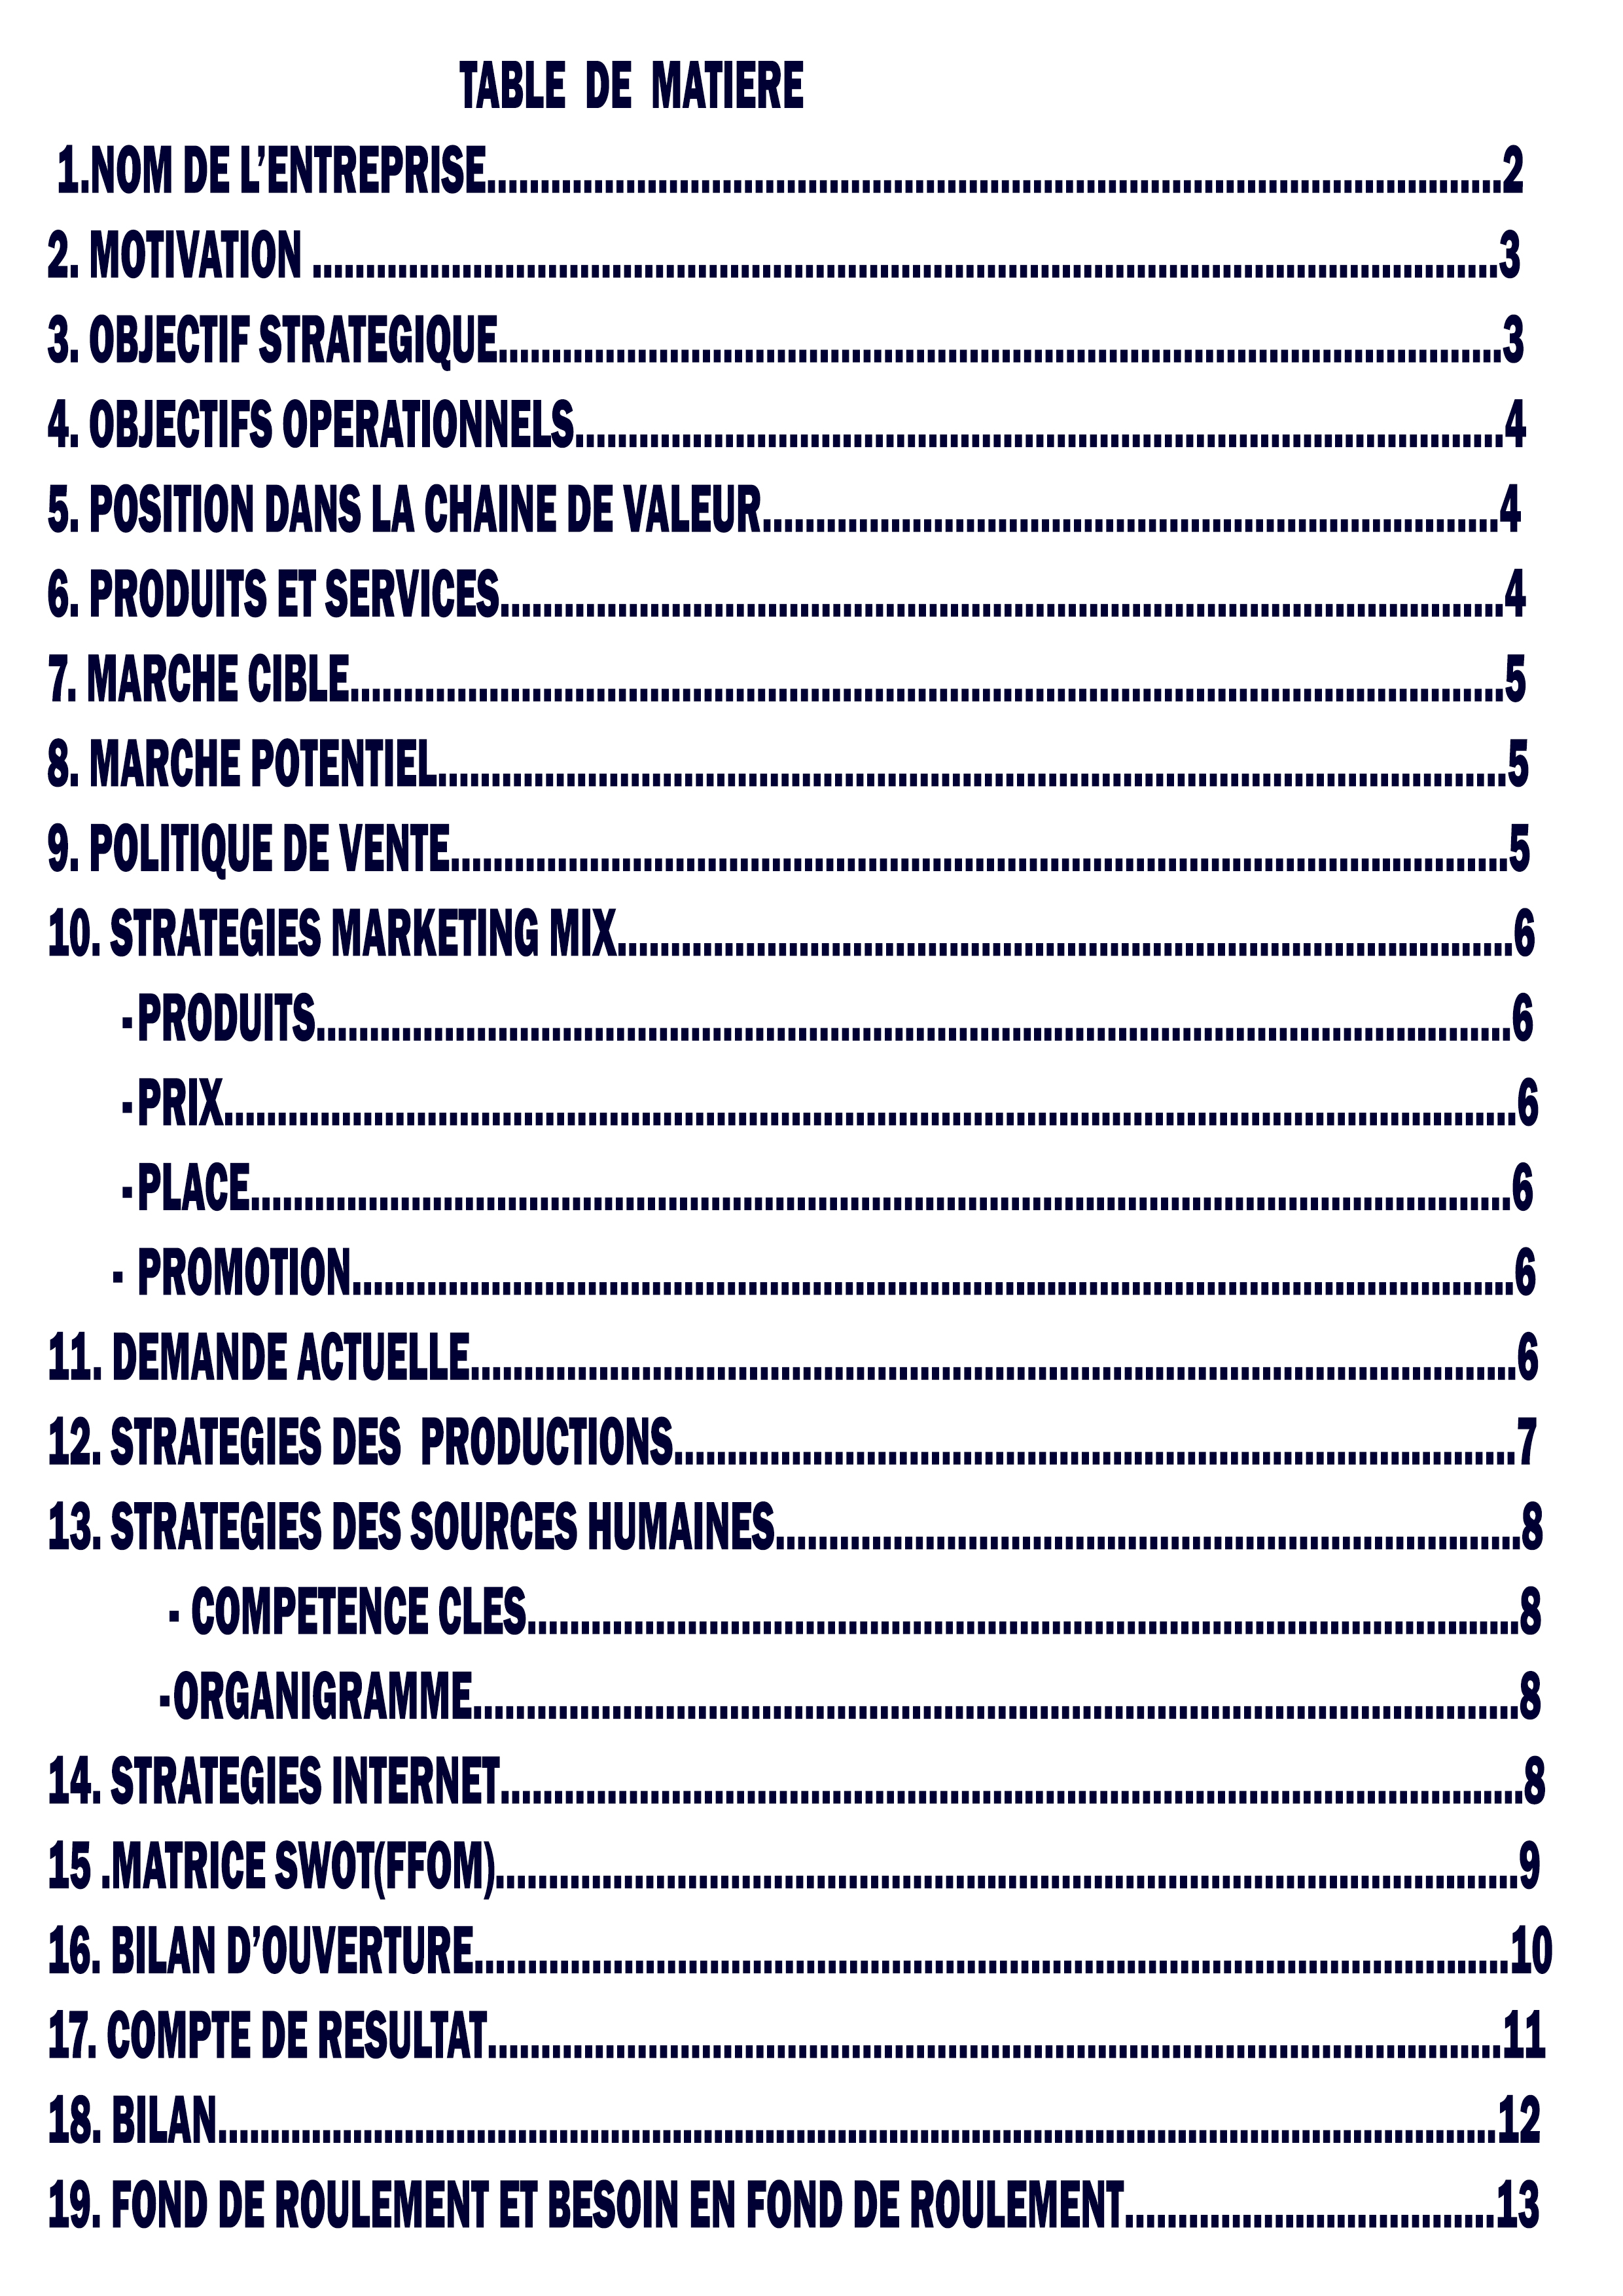 TABLE DE MATIERE
1.NOM DE L’ENTREPRISE........................................................................................2
2. MOTIVATION ........................................................................................................3
3. OBJECTIF STRATEGIQUE........................................................................................3
4. OBJECTIFS OPERATIONNELS.................................................................................4
5. POSITION DANS LA CHAINE DE VALEUR................................................................4
6. PRODUITS ET SERVICES........................................................................................4
7. MARCHE CIBLE.....................................................................................................5
8. MARCHE POTENTIEL.............................................................................................5
9. POLITIQUE DE VENTE............................................................................................5
10. STRATEGIES MARKETING MIX..............................................................................6
-PRODUITS.........................................................................................................6
-PRIX..................................................................................................................6
-PLACE...............................................................................................................6
- PROMOTION.....................................................................................................6
11. DEMANDE ACTUELLE...........................................................................................6
12. STRATEGIES DES PRODUCTIONS.........................................................................7
13. STRATEGIES DES SOURCES HUMAINES................................................................8
- COMPETENCE CLES.......................................................................................8
-ORGANIGRAMME............................................................................................8
14. STRATEGIES INTERNET.........................................................................................8
15 .MATRICE SWOT(FFOM).........................................................................................9
16. BILAN D’OUVERTURE..........................................................................................10
17. COMPTE DE RESULTAT........................................................................................11
18. BILAN.................................................................................................................12
19. FOND DE ROULEMENT ET BESOIN EN FOND DE ROULEMENT...................................13